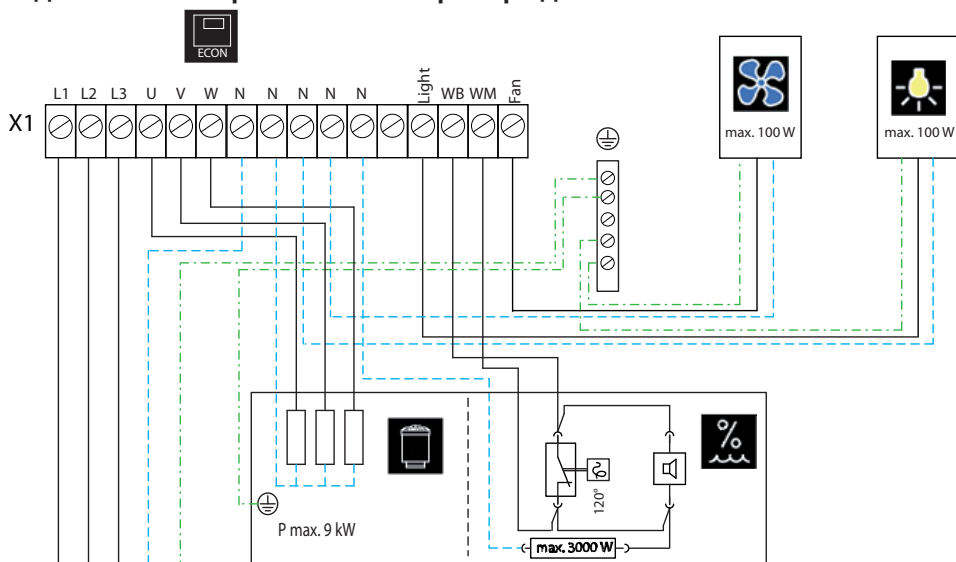 ECON
L1 L2 L3 U V W N N N N N Light WB WM Fan
X1
max. 100 W
max. 100 W
%
120°
P max. 9 kW
max. 3000 W